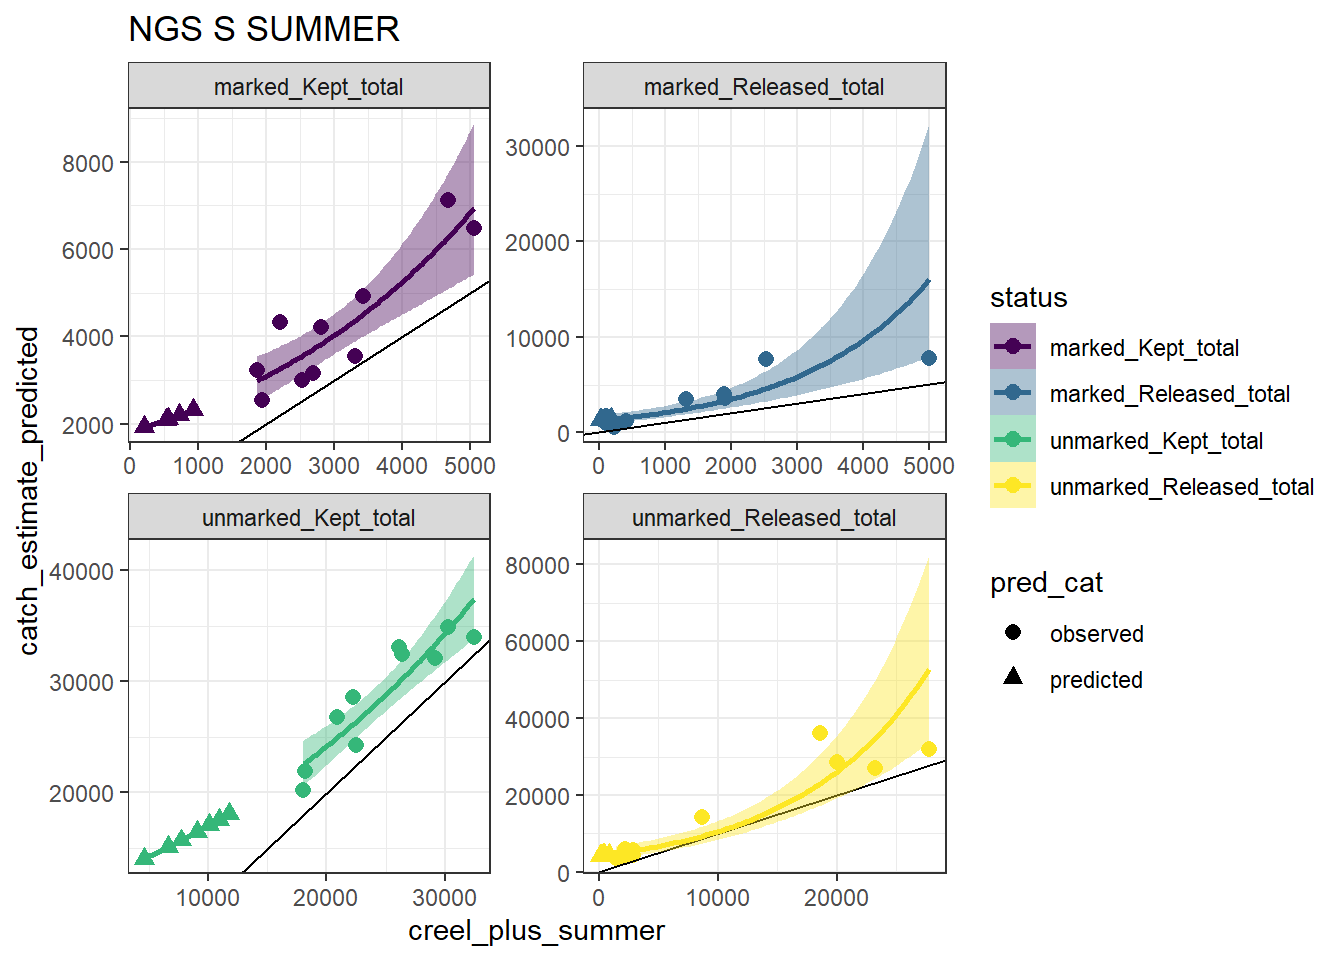 NGS S SUMMER
marked_Kept_total
marked_Released_total
8000
6000
4000
2000
0 1000 2000 3000 4000 5000
30000
20000
10000
0
0 1000 2000 3000 4000 5000
unmarked_Kept_total
unmarked_Released_total
40000
30000
20000
10000 20000 30000
80000
60000
40000
20000
0
0 10000 20000
catch_estimate_predicted
creel_plus_summer
status
marked_Kept_total
marked_Released_total
unmarked_Kept_total
unmarked_Released_total
pred_cat
observed
predicted